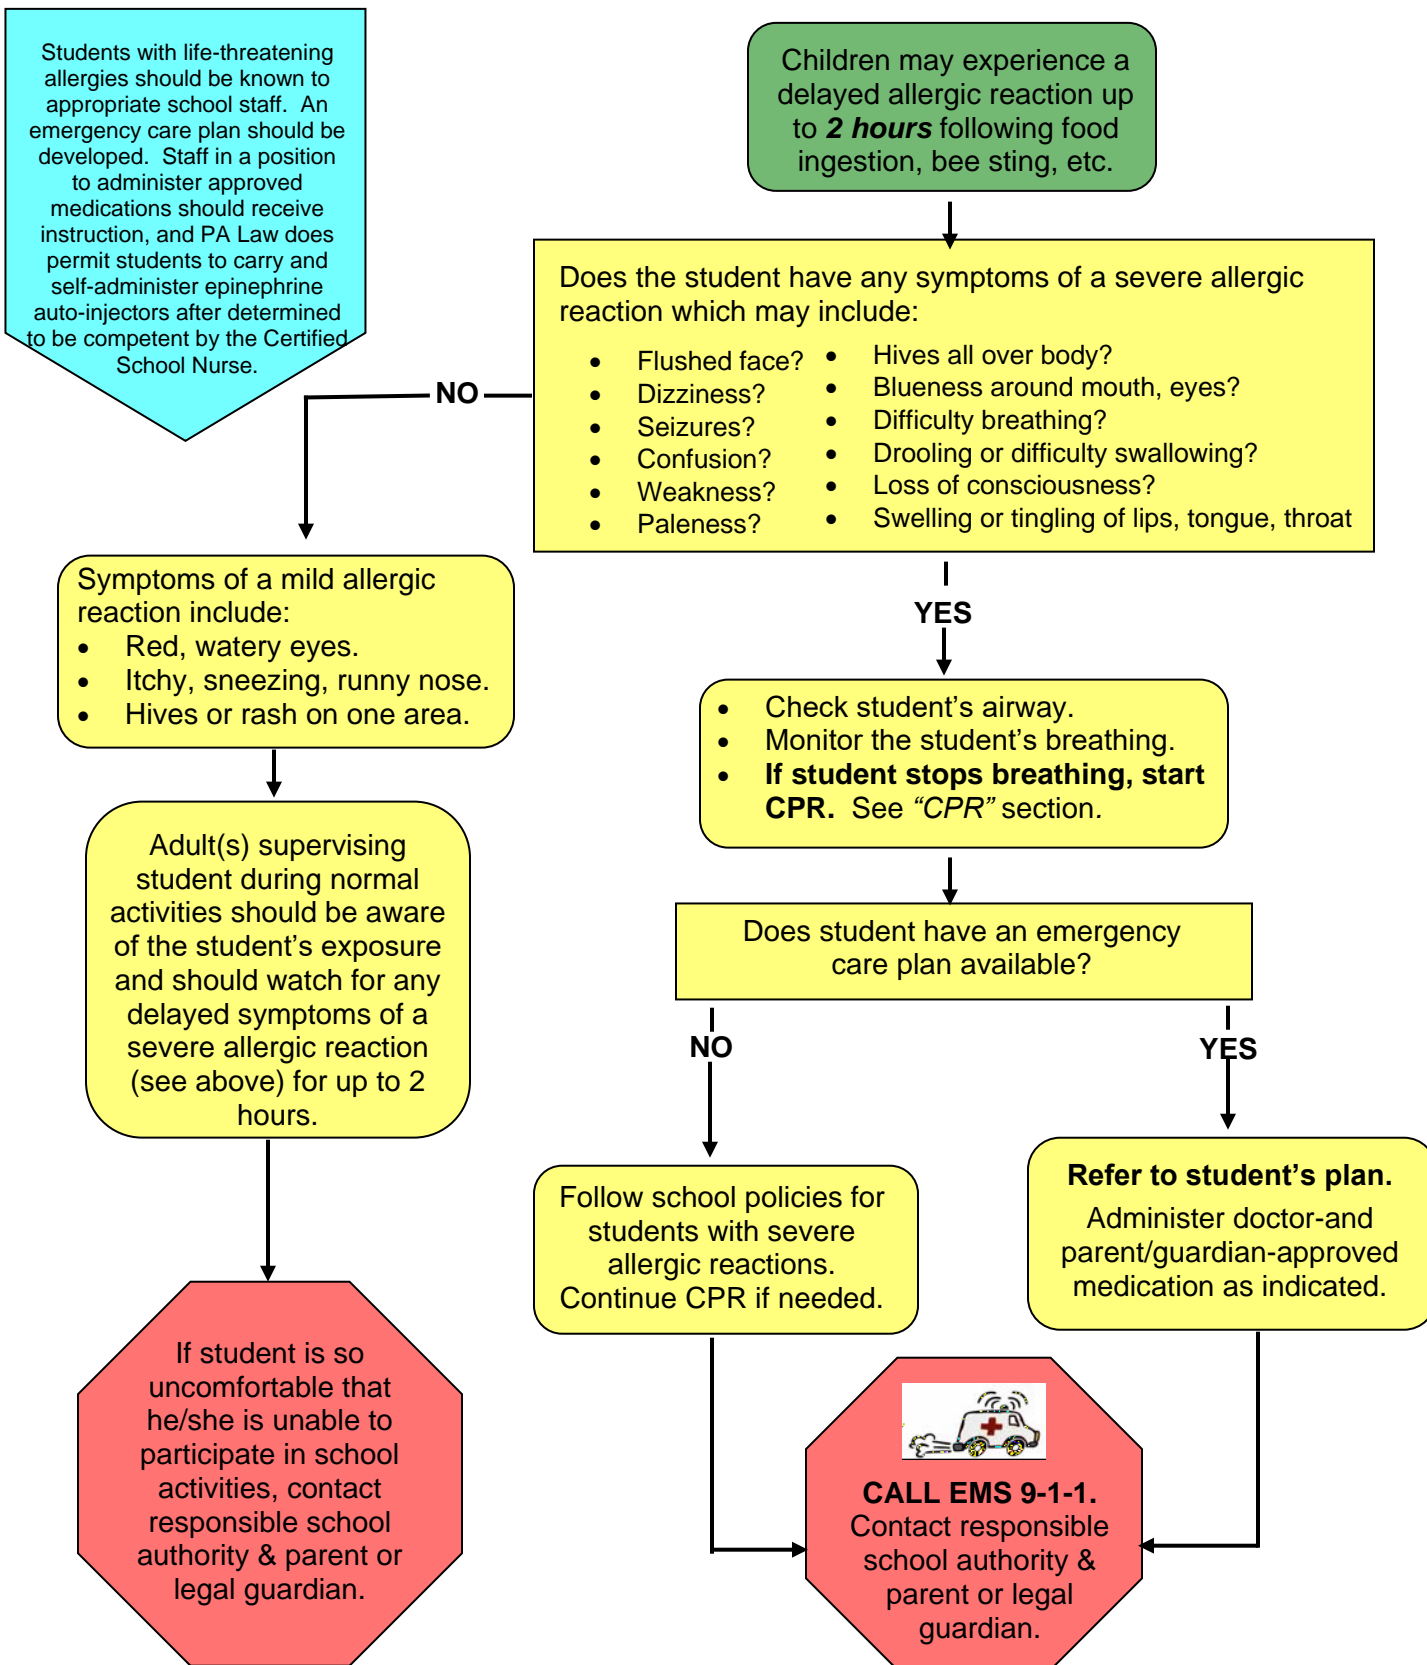 Students with life-threatening
allergies should be known to
appropriate school staff.  An
emergency care plan should be
developed.  Staff in a position
to administer approved
medications should receive
instruction, and PA Law does
permit students to carry and
self-administer epinephrine
auto-injectors after determined
to be competent by the Certified
School Nurse.
Children may experience a
delayed allergic reaction up
to 2 hours following food
ingestion, bee sting, etc.
Does the student have any symptoms of a severe allergic
reaction which may include:
• Flushed face?
• Dizziness?
• Seizures?
• Confusion?
• Weakness?
• Paleness?
• Hives all over body?
• Blueness around mouth, eyes?
• Difficulty breathing?
• Drooling or difficulty swallowing?
• Loss of consciousness?
• Swelling or tingling of lips, tongue, throat
NO
Symptoms of a mild allergic
reaction include:
• Red, watery eyes.
• Itchy, sneezing, runny nose.
• Hives or rash on one area.
Adult(s) supervising
student during normal
activities should be aware
of the student’s exposure
and should watch for any
delayed symptoms of a
severe allergic reaction
(see above) for up to 2
hours.
If student is so
uncomfortable that
he/she is unable to
participate in school
activities, contact
responsible school
authority & parent or
legal guardian.
YES
• Check student’s airway.
• Monitor the student’s breathing.
• If student stops breathing, start
CPR.  See “CPR” section.
Does student have an emergency
care plan available?
NO
YES
Follow school policies for
students with severe
allergic reactions.
Continue CPR if needed.
Refer to student’s plan.
Administer doctor-and
parent/guardian-approved
medication as indicated.
CALL EMS 9-1-1.
Contact responsible
school authority &
parent or legal
guardian.